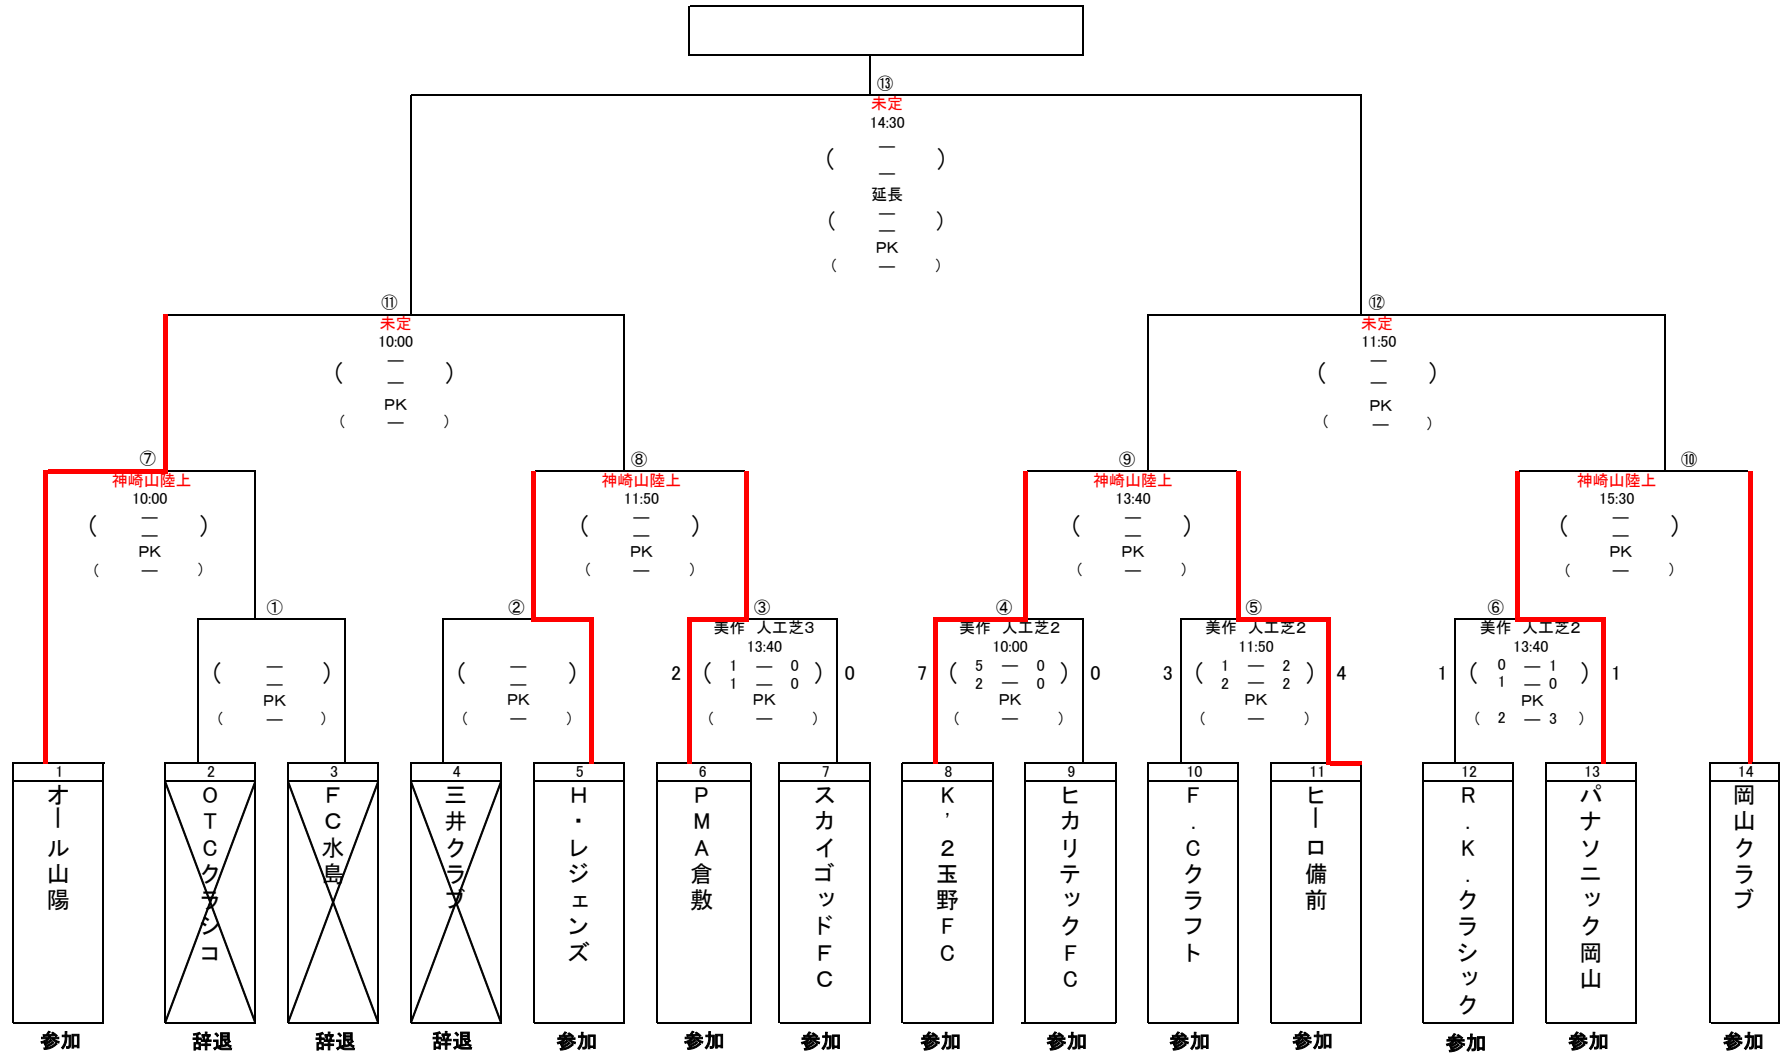 ⑬
未定
14:30
( — — )
延長
( — — )
PK
( — )
⑪
未定
10:00
( — — )
PK
( — )
⑫
未定
11:50
( — — )
PK
( — )
⑦
神崎山陸上
10:00
( — — )
PK
( — )
⑧
神崎山陸上
11:50
( — — )
PK
( — )
⑨
神崎山陸上
13:40
( — — )
PK
( — )
⑩
神崎山陸上
15:30
( — — )
PK
( — )
①
( — — )
PK
( — )
②
( — — )
PK
( — )
③
美作 人工芝3
13:40
2 ( 1 — 0 ) 0
1 — 0
PK
( — )
④
美作 人工芝2
10:00
7 ( 5 — 0 ) 0
2 — 0
PK
( — )
⑤
美作 人工芝2
11:50
3 ( 1 — 2 ) 4
2 — 2
PK
( — )
⑥
美作 人工芝2
13:40
1 ( 0 — 1 ) 1
1 — 0
PK
( 2 — 3 )
1
オール山陽
参加
2
OTCクラシコ
辞退
3
FC水島
辞退
4
三井クラブ
辞退
5
H・レジェンズ
参加
6
PMA倉敷
参加
7
スカイゴッドFC
参加
8
K’2玉野FC
参加
9
ヒカリテックFC
参加
10
F.Cクラフト
参加
11
ヒーロ備前
参加
12
R.K.クラシック
参加
13
パナソニック岡山
参加
14
岡山クラブ
参加